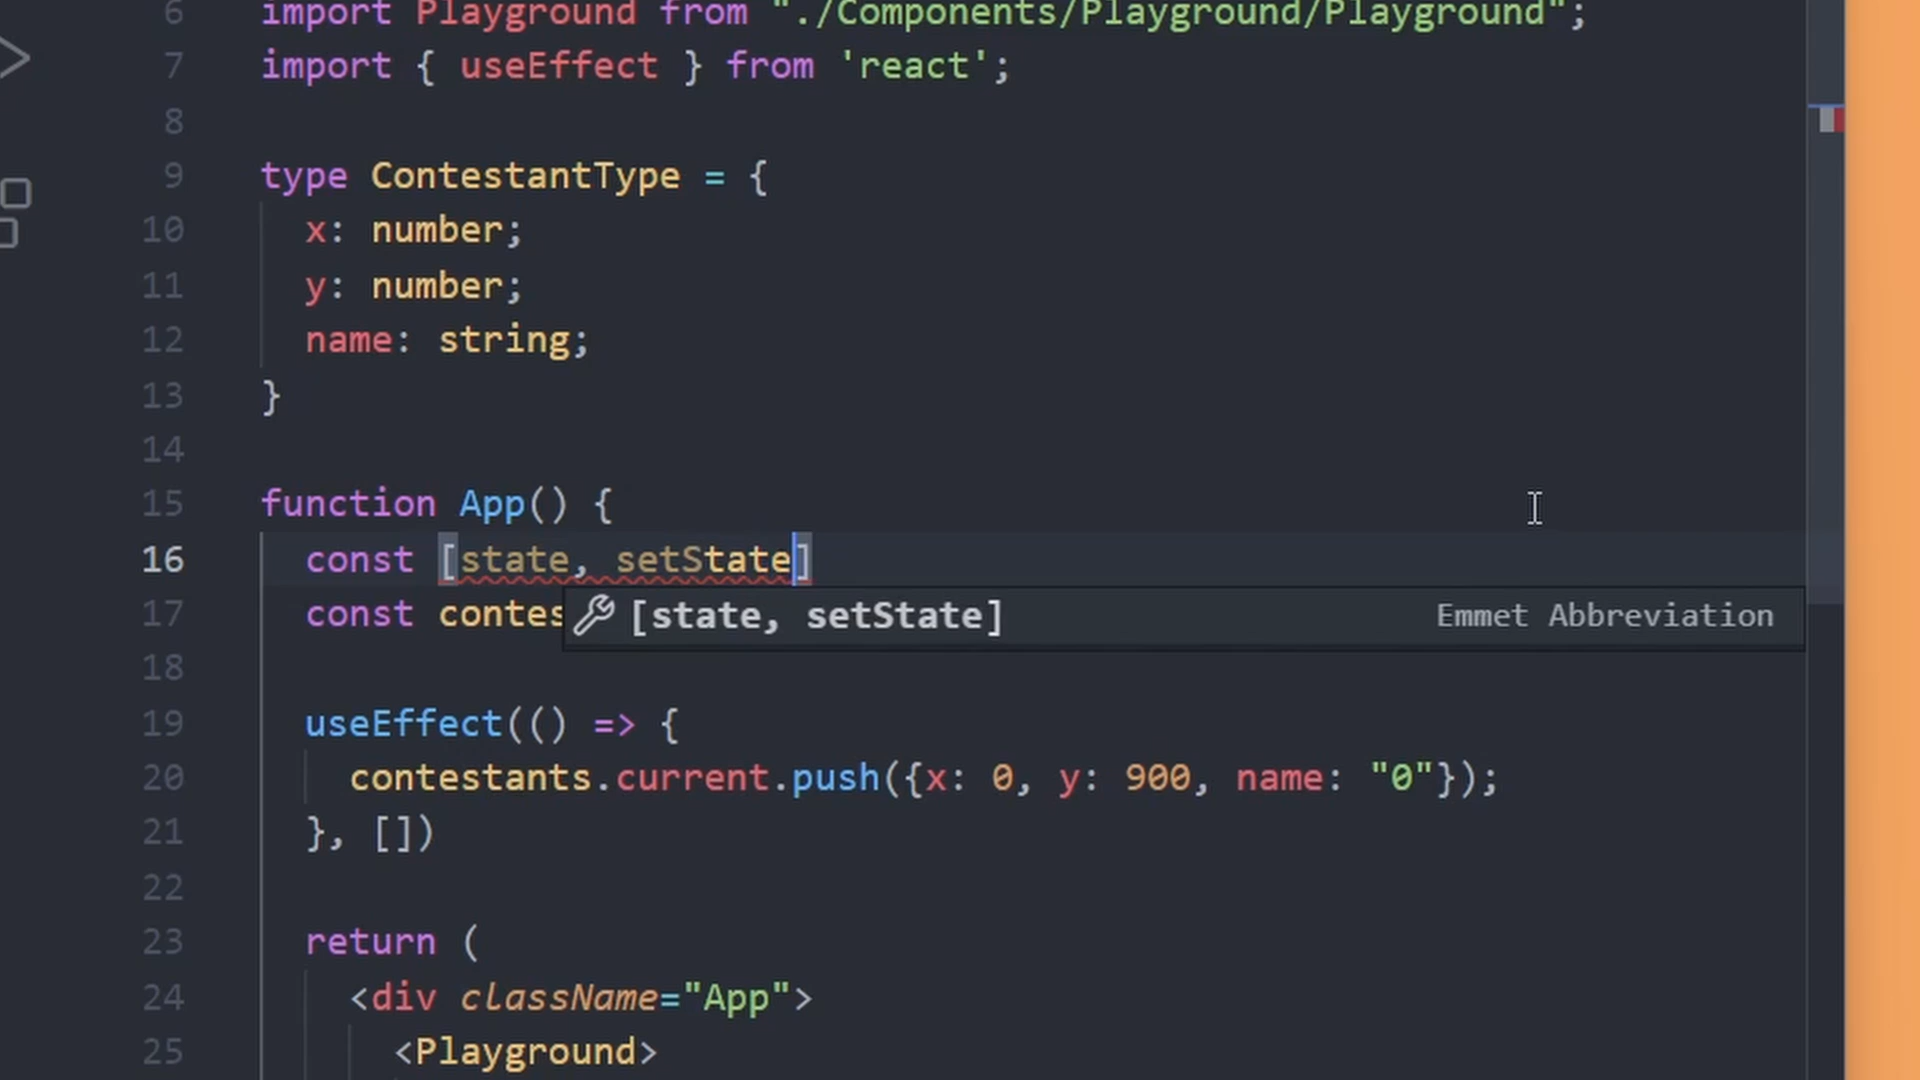 6 import Playground from "./Components/Playground/Playground";
7 import { useEffect } from 'react';
8
9 type ContestantType = {
10 x: number;
11 y: number;
12 name: string;
13 }
14
15 function App() {
16 const [state, setState]
17 const contes
[state, setState] Emmet Abbreviation
18
19 useEffect(() => {
20 contestants.current.push({x: 0, y: 900, name: "0"});
21 }, [])
22
23 return (
24 <div className="App">
25 <Playground>